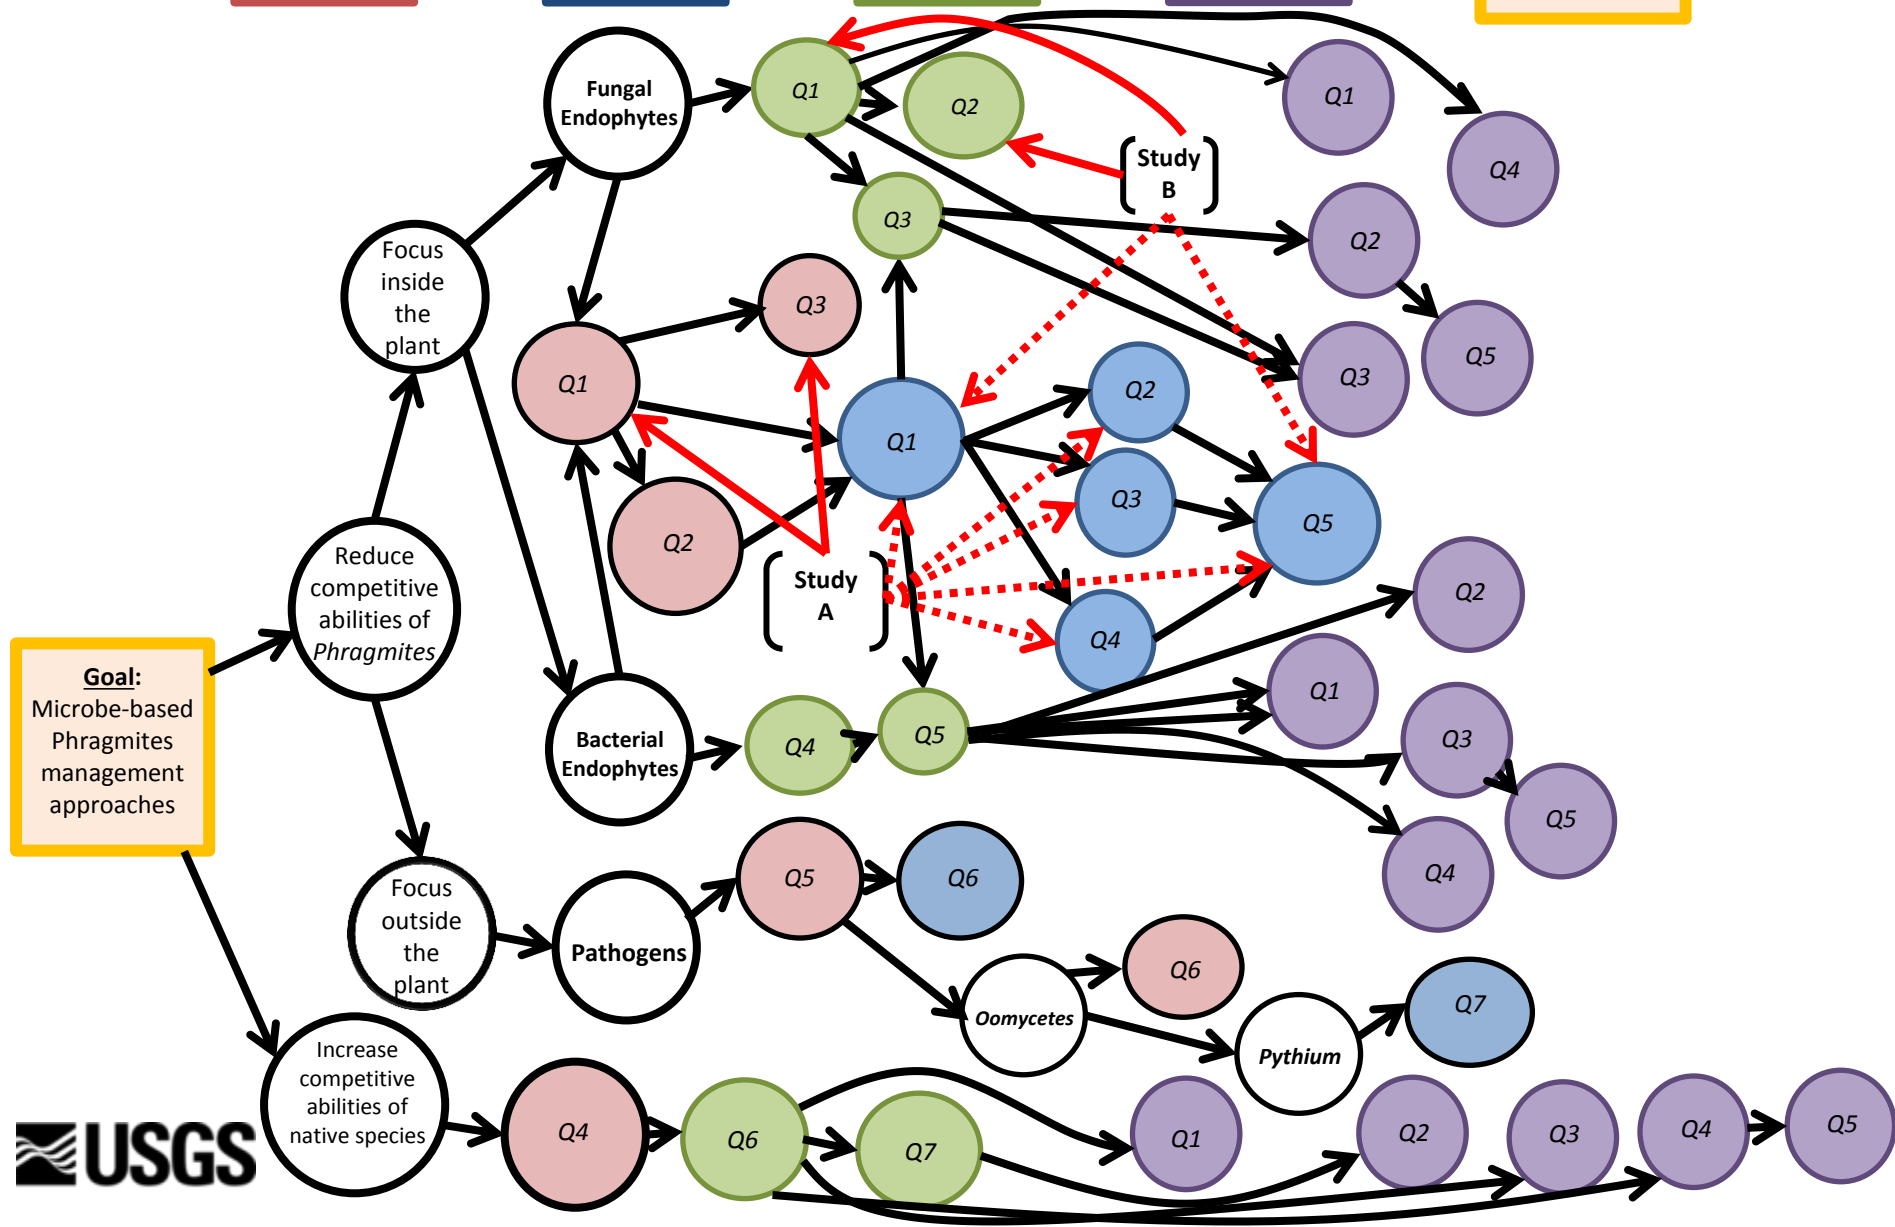 Fungal
Endophytes
Q1
Q2
Q1
Q4
Study
B
Q3
Q2
Focus
inside
the
plant
Q3
Q5
Q1
Q2
Q3
Q1
Q3
Q2
Q5
Study
A
Reduce
competitive
abilities of
Phragmites
Q4
Q2
Goal:
Microbe-based
Phragmites
management
approaches
Bacterial
Endophytes
Q4
Q5
Q1
Q3
Q5
Q4
Focus
outside
the
plant
Pathogens
Q5
Q6
Oomycetes
Q6
Pythium
Q7
Increase
competitive
abilities of
native species
Q4
Q6
Q7
Q1
Q2
Q3
Q4
Q5
USGS